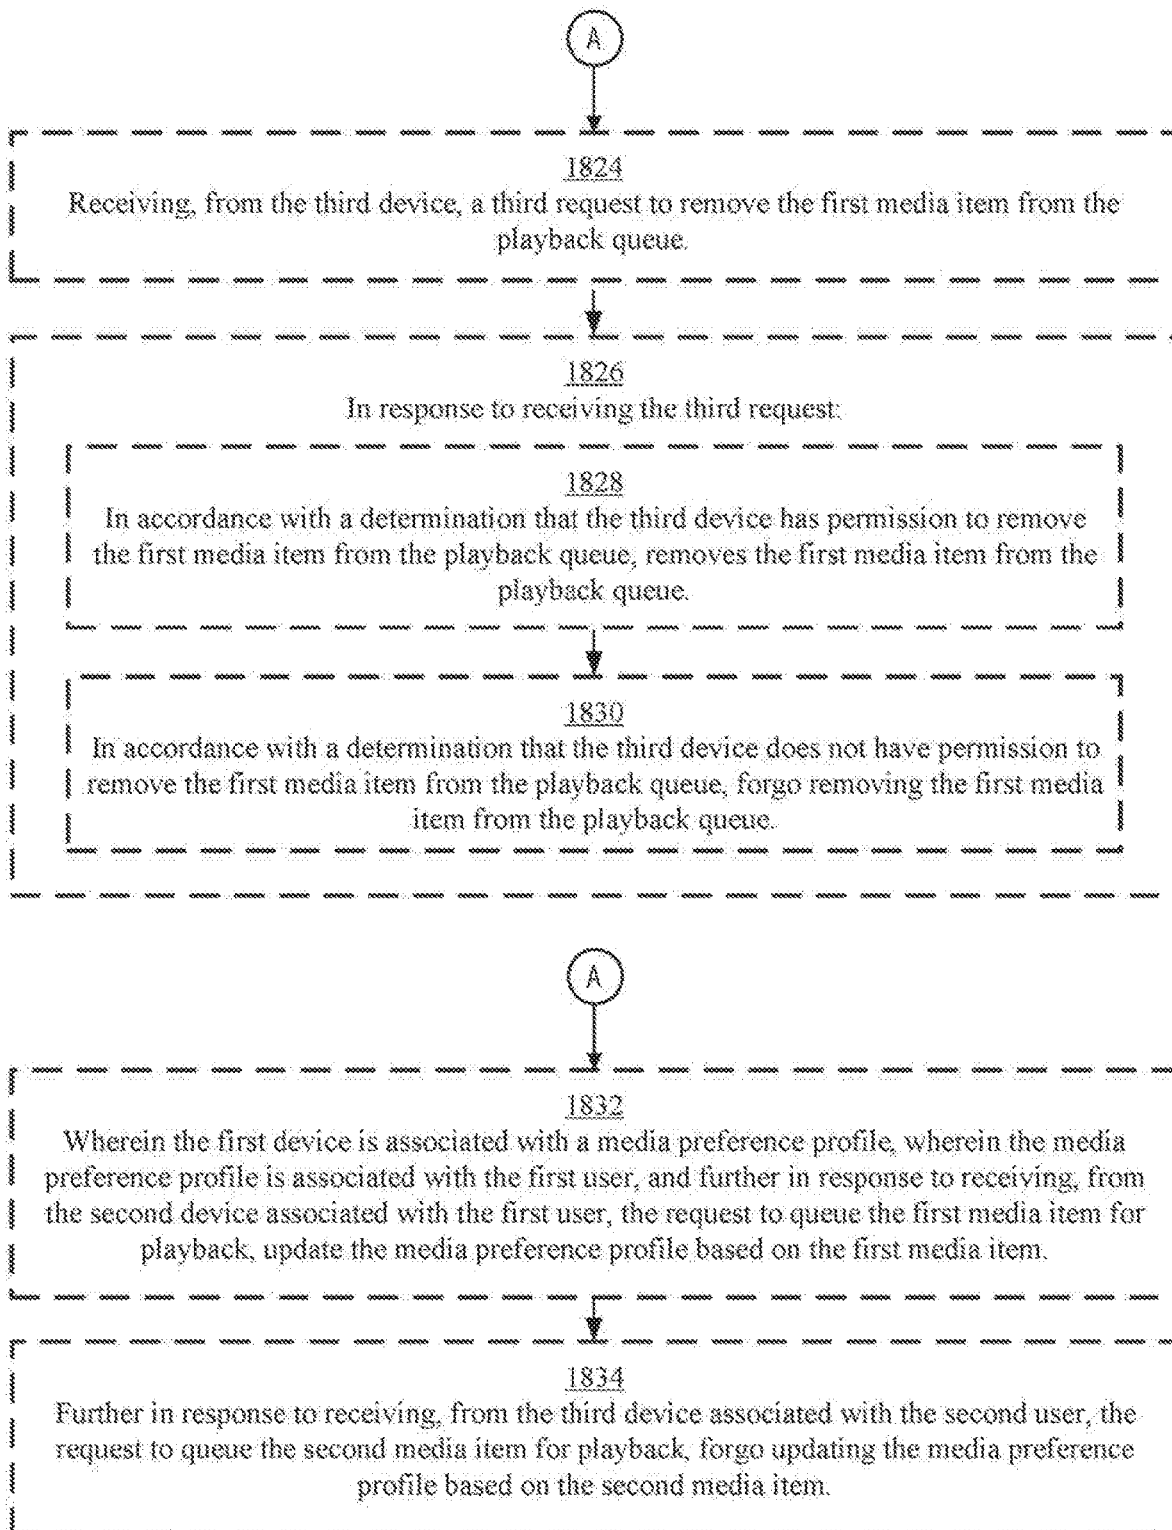 A
1824
Receiving, from the third device, a third request to remove the first media item from the
playback queue.
1826
In response to receiving the third request:
1828
In accordance with a determination that the third device has permission to remove
the first media item from the playback queue, removes the first media item from the
playback queue.
1830
In accordance with a determination that the third device does not have permission to
remove the first media item from the playback queue, forgo removing the first media
item from the playback queue.
A
1832
Wherein the first device is associated with a media preference profile, wherein the media
preference profile is associated with the first user, and further in response to receiving, from
the second device associated with the first user, the request to queue the first media item for
playback, update the media preference profile based on the first media item.
1834
Further in response to receiving, from the third device associated with the second user, the
request to queue the second media item for playback, forgo updating the media preference
profile based on the second media item.